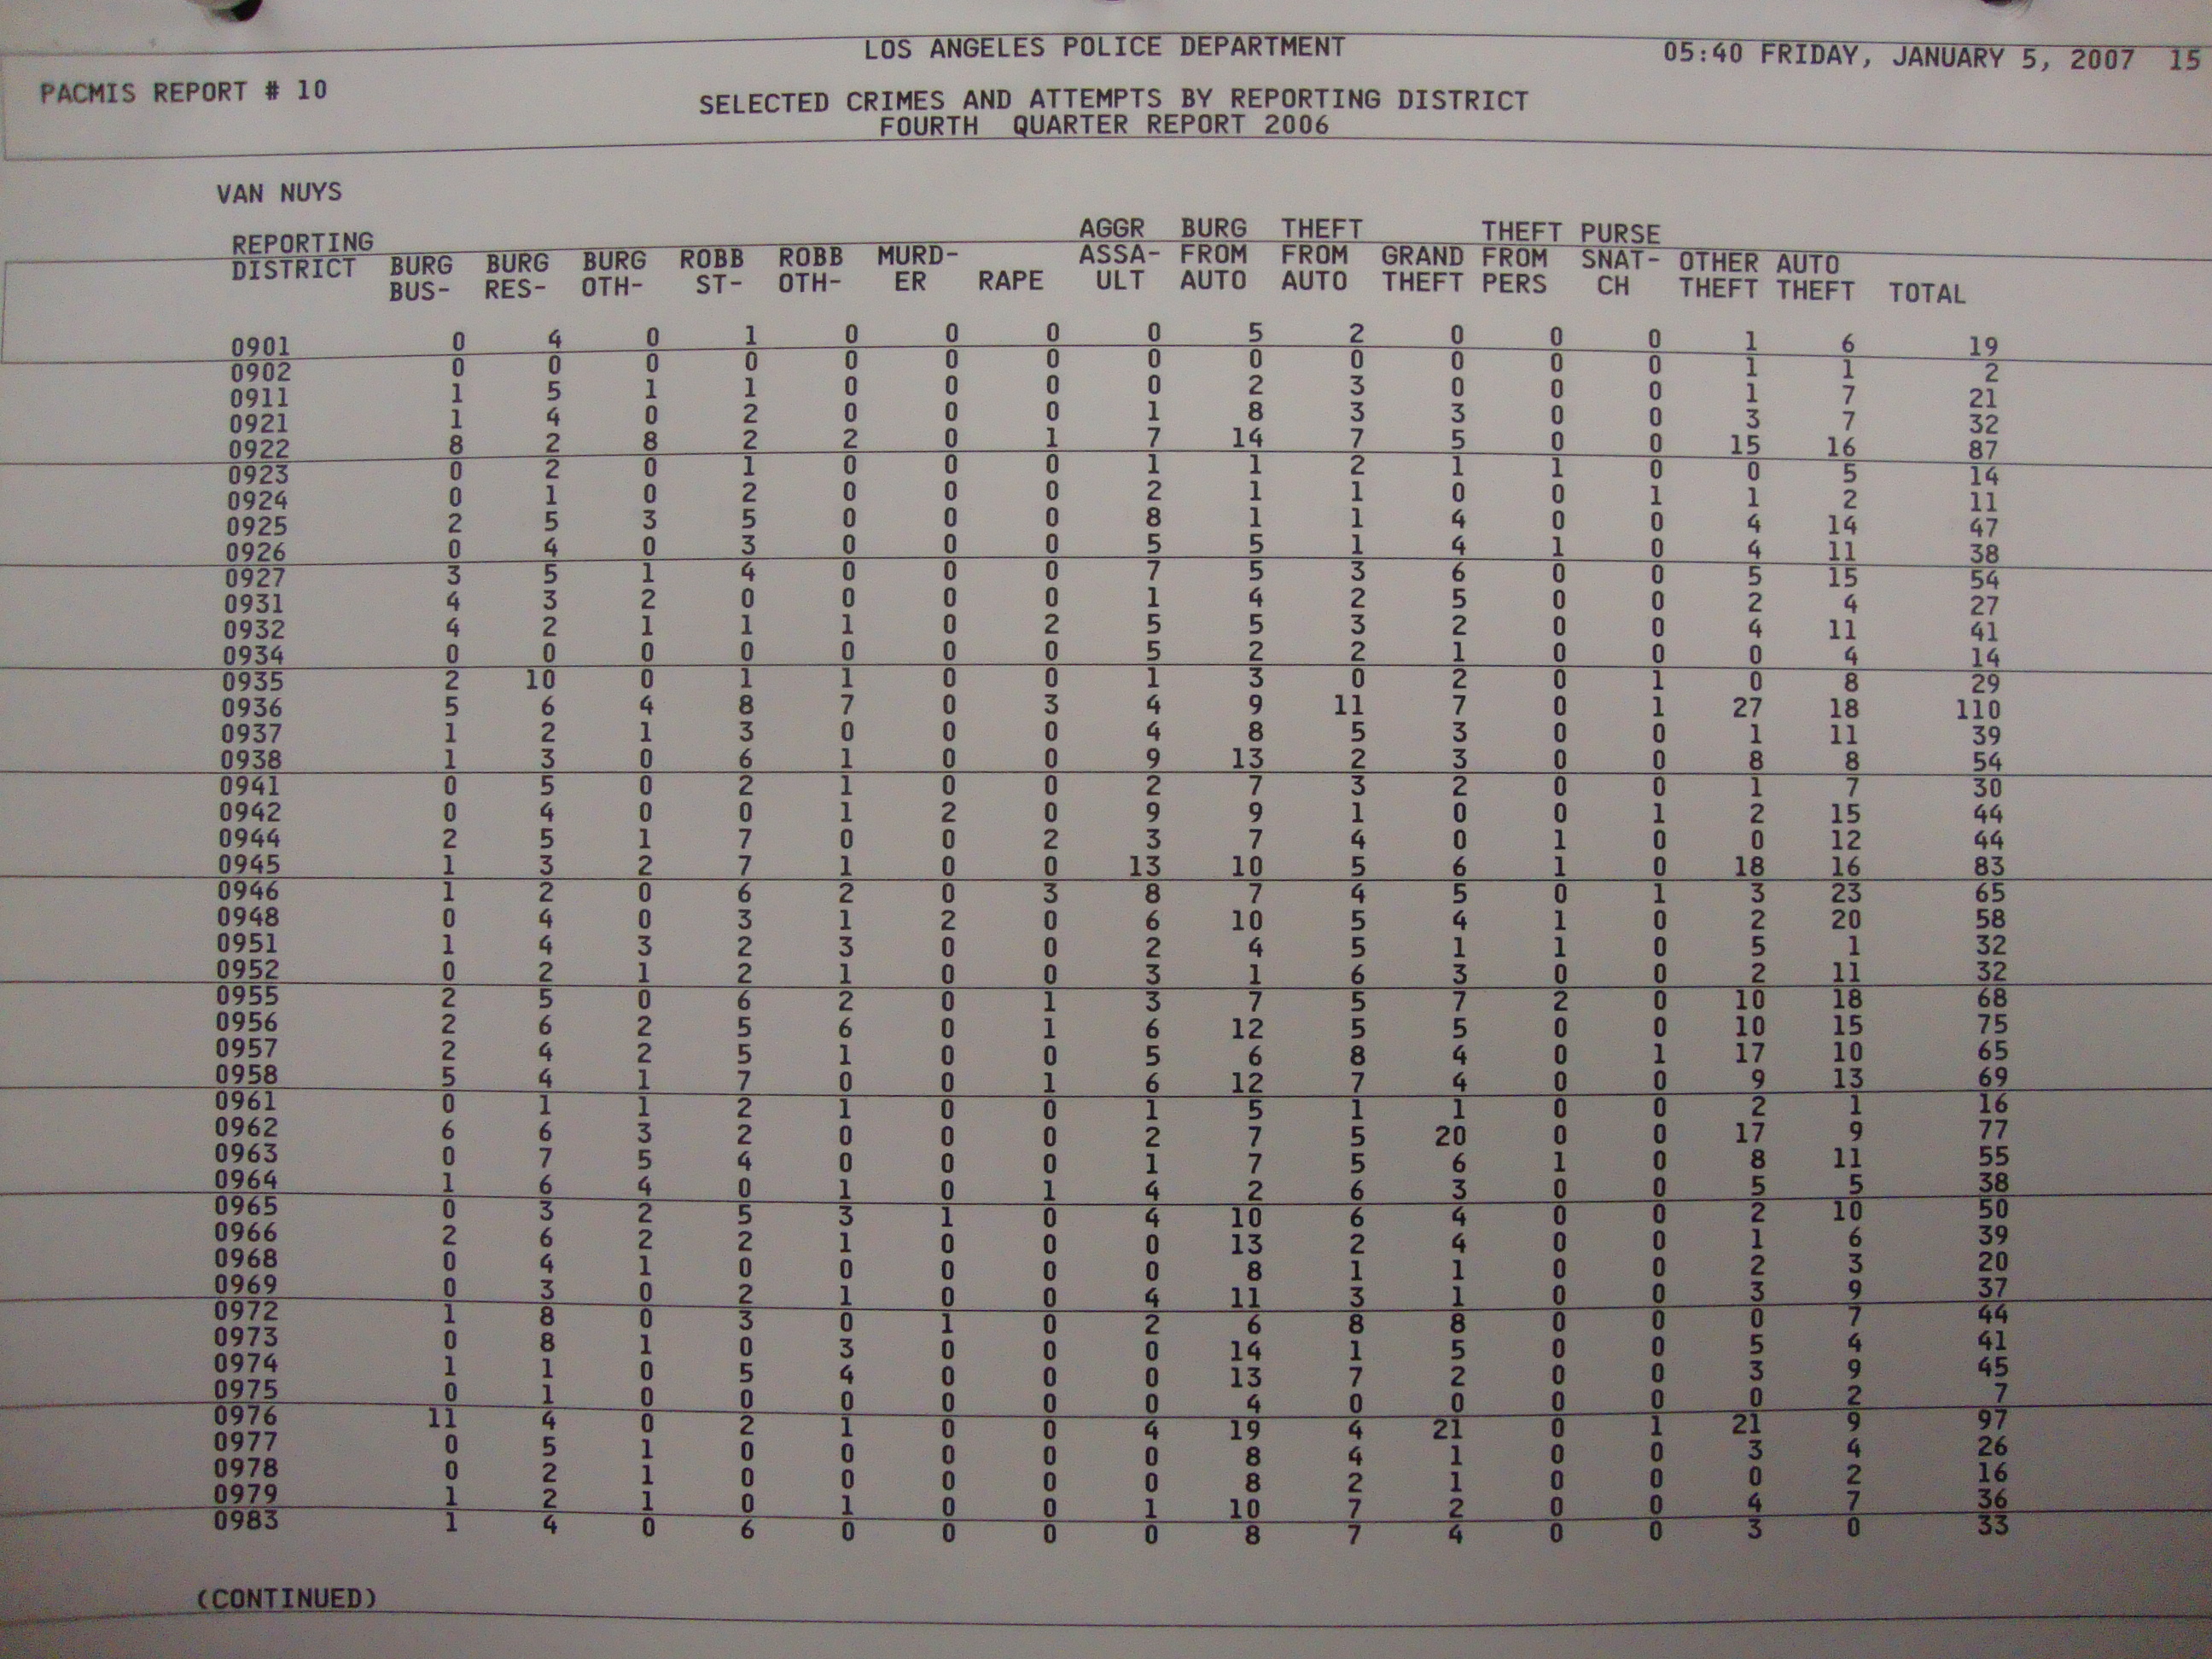 LOS ANGELES POLICE DEPARTMENT 05:40 FRIDAY, JANUARY 5, 2007 15
PACMIS REPORT # 10
SELECTED CRIMES AND ATTEMPTS BY REPORTING DISTRICT
FOURTH QUARTER REPORT 2006
VAN NUYS
AGGR BURG THEFT THEFT PURSE
REPORTING BURG BURG BURG ROBB ROBB MURD- ASSA- FROM FROM GRAND FROM SNAT- OTHER AUTO
DISTRICT BUS- RES- OTH- ST- OTH- ER RAPE ULT AUTO AUTO THEFT PERS CH THEFT THEFT TOTAL
0901 0 4 0 1 0 0 0 0 5 2 0 0 0 1 6 19
0902 0 0 0 0 0 0 0 0 0 0 0 0 0 1 1 2
0911 1 5 1 1 0 0 0 0 2 3 0 0 0 1 7 21
0921 1 4 0 2 0 0 0 1 8 3 3 0 0 3 7 32
0922 8 2 8 2 2 0 1 7 14 7 5 0 0 15 16 87
0923 0 2 0 1 0 0 0 1 1 2 1 1 0 0 5 14
0924 0 1 0 2 0 0 0 2 1 1 0 0 1 1 2 11
0925 2 5 3 5 0 0 0 8 1 1 4 0 0 4 14 47
0926 0 4 0 3 0 0 0 5 5 1 4 1 0 4 11 38
0927 3 5 1 4 0 0 0 7 5 3 6 0 0 5 15 54
0931 4 3 2 0 0 0 0 1 4 2 5 0 0 2 4 27
0932 4 2 1 1 1 0 2 5 5 3 2 0 0 4 11 41
0934 0 0 0 0 0 0 0 5 2 2 1 0 0 0 4 14
0935 2 10 0 1 1 0 0 1 3 0 2 0 1 0 8 29
0936 5 6 4 8 7 0 3 4 9 11 7 0 1 27 18 110
0937 1 2 1 3 0 0 0 4 8 5 3 0 0 1 11 39
0938 1 3 0 6 1 0 0 9 13 2 3 0 0 8 8 54
0941 0 5 0 2 1 0 0 2 7 3 2 0 0 1 7 30
0942 0 4 0 0 1 2 0 9 9 1 0 0 1 2 15 44
0944 2 5 1 7 0 0 2 3 7 4 0 1 0 0 12 44
0945 1 3 2 7 1 0 0 13 10 5 6 1 0 18 16 83
0946 1 2 0 6 2 0 3 8 7 4 5 0 1 3 23 65
0948 0 4 0 3 1 2 0 6 10 5 4 1 0 2 20 58
0951 1 4 3 2 3 0 0 2 4 5 1 1 0 5 1 32
0952 0 2 1 2 1 0 0 3 1 6 3 0 0 2 11 32
0955 2 5 0 6 2 0 1 3 7 5 7 2 0 10 18 68
0956 2 6 2 5 6 0 1 6 12 5 5 0 0 10 15 75
0957 2 4 2 5 1 0 0 5 6 8 4 0 1 17 10 65
0958 5 4 1 7 0 0 1 6 12 7 4 0 0 9 13 69
0961 0 1 1 2 1 0 0 1 5 1 1 0 0 2 1 16
0962 6 6 3 2 0 0 0 2 7 5 20 0 0 17 9 77
0963 0 7 5 4 0 0 0 1 7 5 6 1 0 8 11 55
0964 1 6 4 0 1 0 1 4 2 6 3 0 0 5 5 38
0965 0 3 2 5 3 1 0 4 10 6 4 0 0 2 10 50
0966 2 6 2 2 1 0 0 0 13 2 4 0 0 1 6 39
0968 0 4 1 0 0 0 0 0 8 1 1 0 0 2 3 20
0969 0 3 0 2 1 0 0 4 11 3 1 0 0 3 9 37
0972 1 8 0 3 0 1 0 2 6 8 8 0 0 0 7 44
0973 0 8 1 0 3 0 0 0 14 1 5 0 0 5 4 41
0974 1 1 0 5 4 0 0 0 13 7 2 0 0 3 9 45
0975 0 1 0 0 0 0 0 0 4 0 0 0 0 0 2 7
0976 11 4 0 2 1 0 0 4 19 4 21 0 1 21 9 97
0977 0 5 1 0 0 0 0 0 8 4 1 0 0 3 4 26
0978 0 2 1 0 0 0 0 0 8 2 1 0 0 0 2 16
0979 1 2 1 0 1 0 0 1 10 7 2 0 0 4 7 36
0983 1 4 0 6 0 0 0 0 8 7 4 0 0 3 0 33
(CONTINUED)